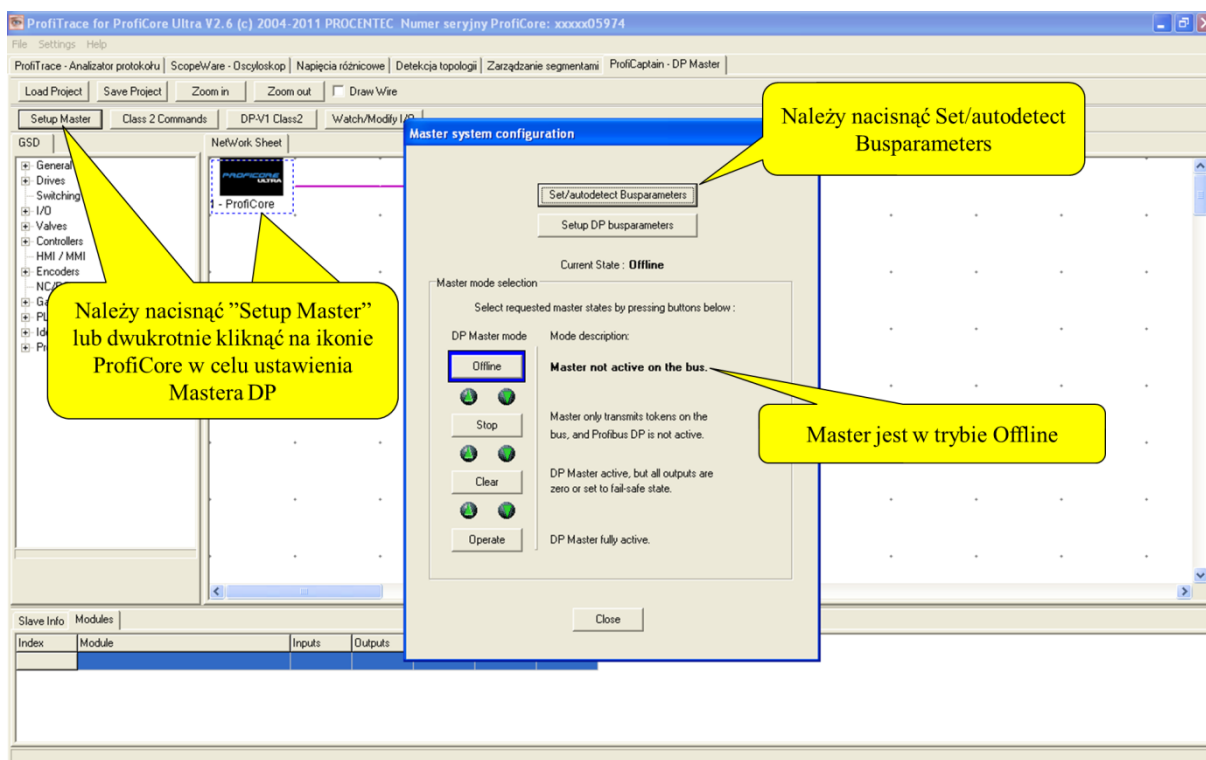 ProfiTrace for ProfiCore Ultra V2.6 (c) 2004-2011 PROCENTEC Numer seryjny ProfiCore: xxxxx05974
File Settings Help
ProfiTrace - Analizator protokołu ScopeWare - Oscyloskop Napięcia różnicowe Detekcja topologii Zarządzanie segmentami ProfiCaptain - DP Master
Load Project Save Project Zoom in Zoom out Draw Wire
Setup Master Class 2 Commands DP-V1 Class2 Watch/Modify I/O
GSD
NetWork Sheet
General
Drives
Switching
I/O
Valves
Controllers
HMI / MMI
Encoders
PROFICORE
ULTRA
1 - ProfiCore
Należy nacisnąć ”Setup Master”
lub dwukrotnie kliknąć na ikonie
ProfiCore w celu ustawienia
Mastera DP
Master system configuration
Set/autodetect Busparameters
Setup DP busparameters
Current State : Offline
Master mode selection
Select requested master states by pressing buttons below :
DP Master mode Mode description:
Offline Master not active on the bus.
Stop Master only transmits tokens on the
bus, and Profibus DP is not active.
Clear DP Master active, but all outputs are
zero or set to fail-safe state.
Operate DP Master fully active.
Close
Należy nacisnąć Set/autodetect
Busparameters
Master jest w trybie Offline
Slave Info Modules
Index Module Inputs Outputs